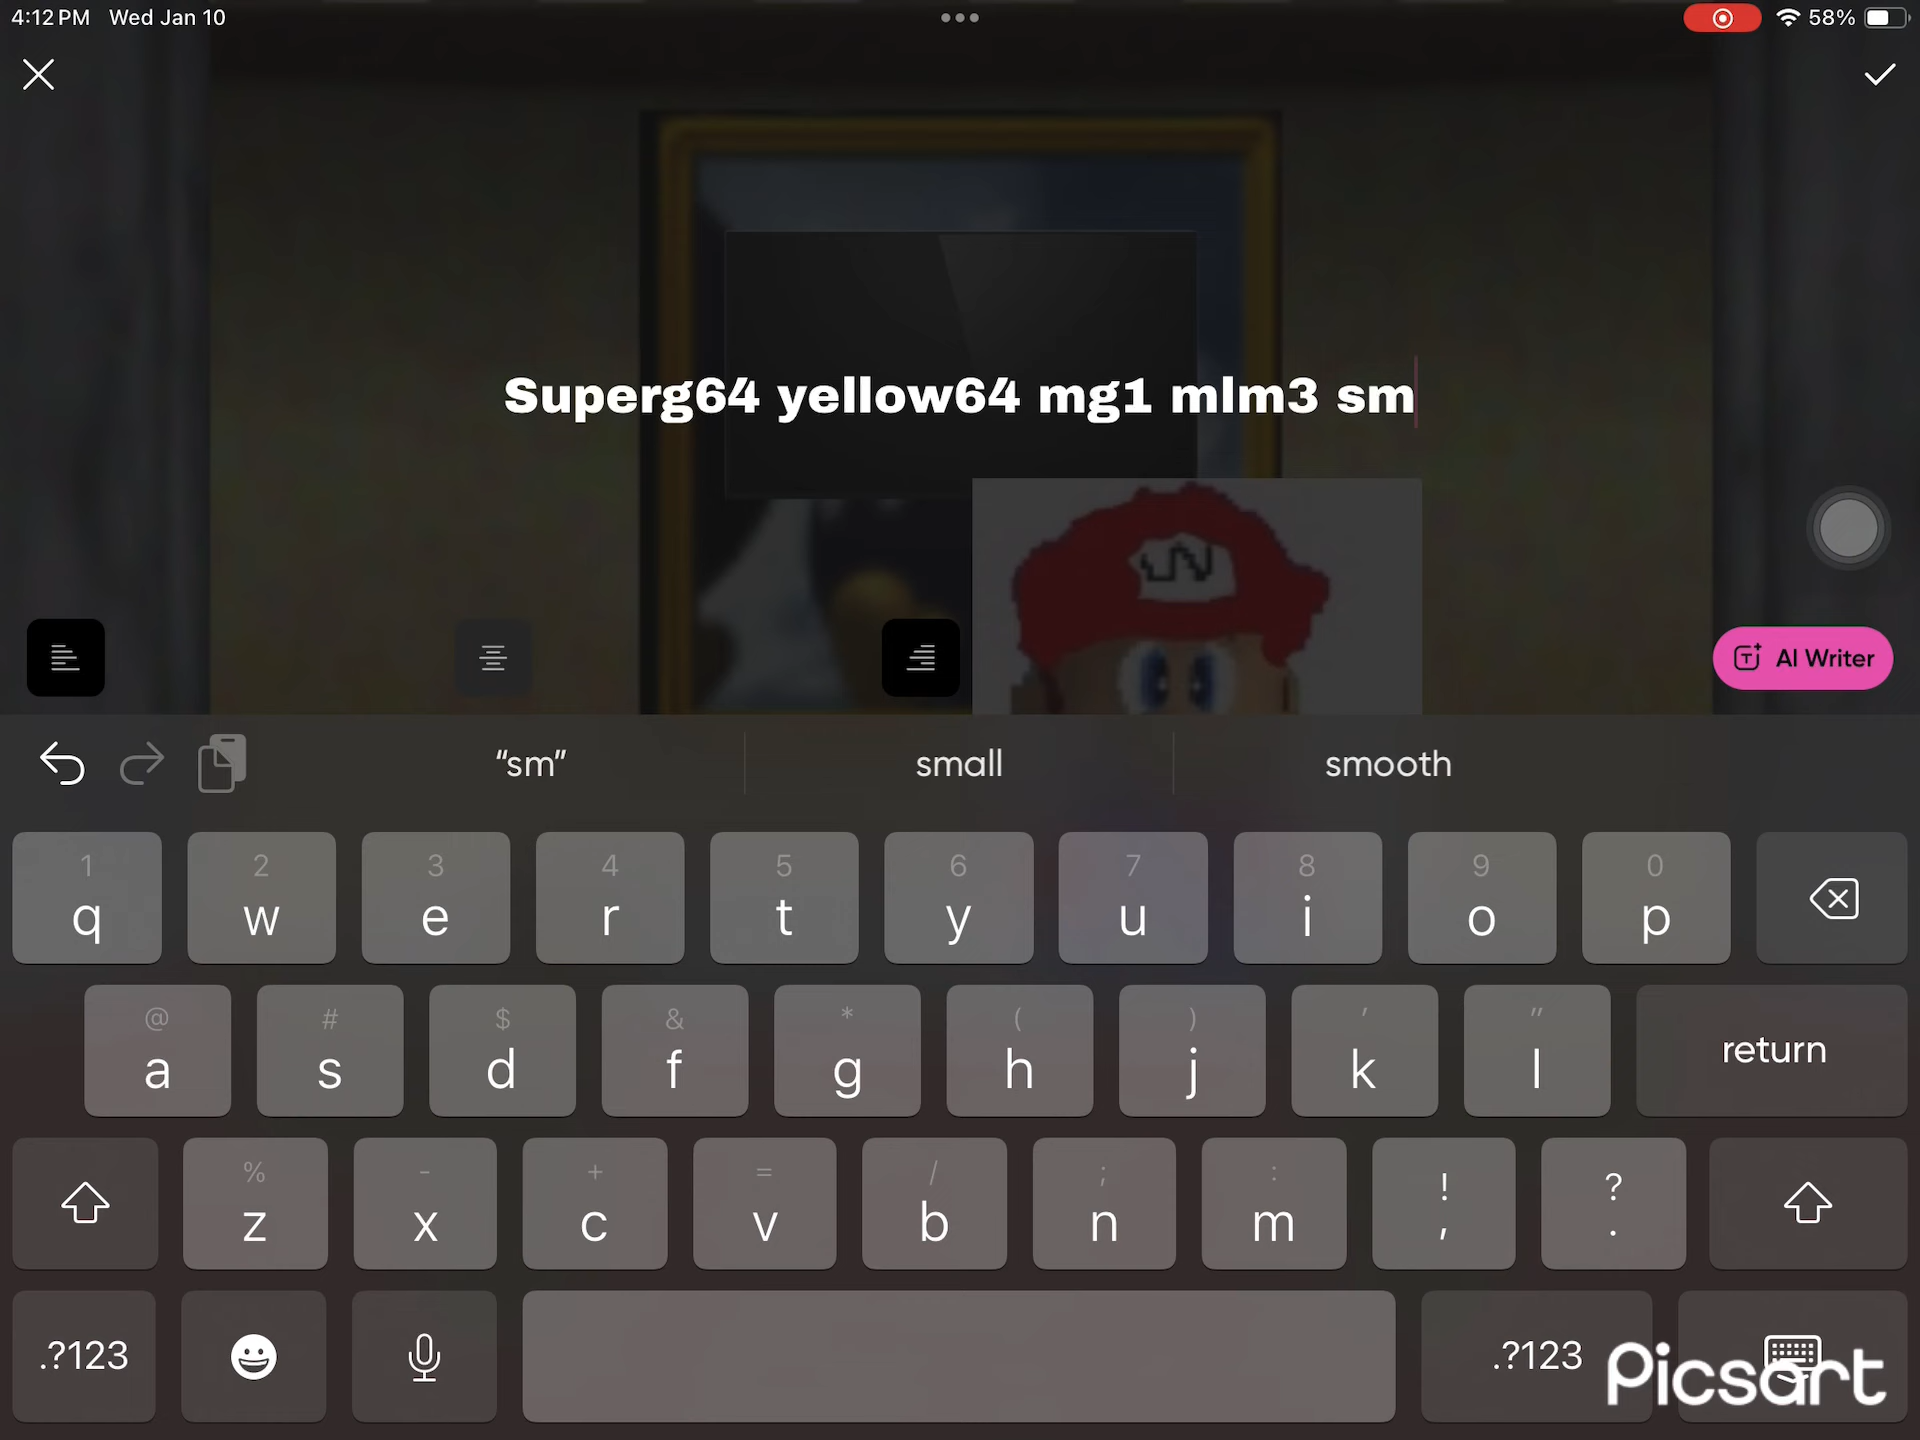 4:12 PM Wed Jan 10
58%
Superg64 yellow64 mg1 mlm3 sm
AI Writer
“sm” small smooth
1 2 3 4 5 6 7 8 9 0
q w e r t y u i o p
@ # $ & * ( ) ' "
a s d f g h j k l return
% - + = / ; : ! ?
z x c v b n m , .
.?123 .?123
Picsart